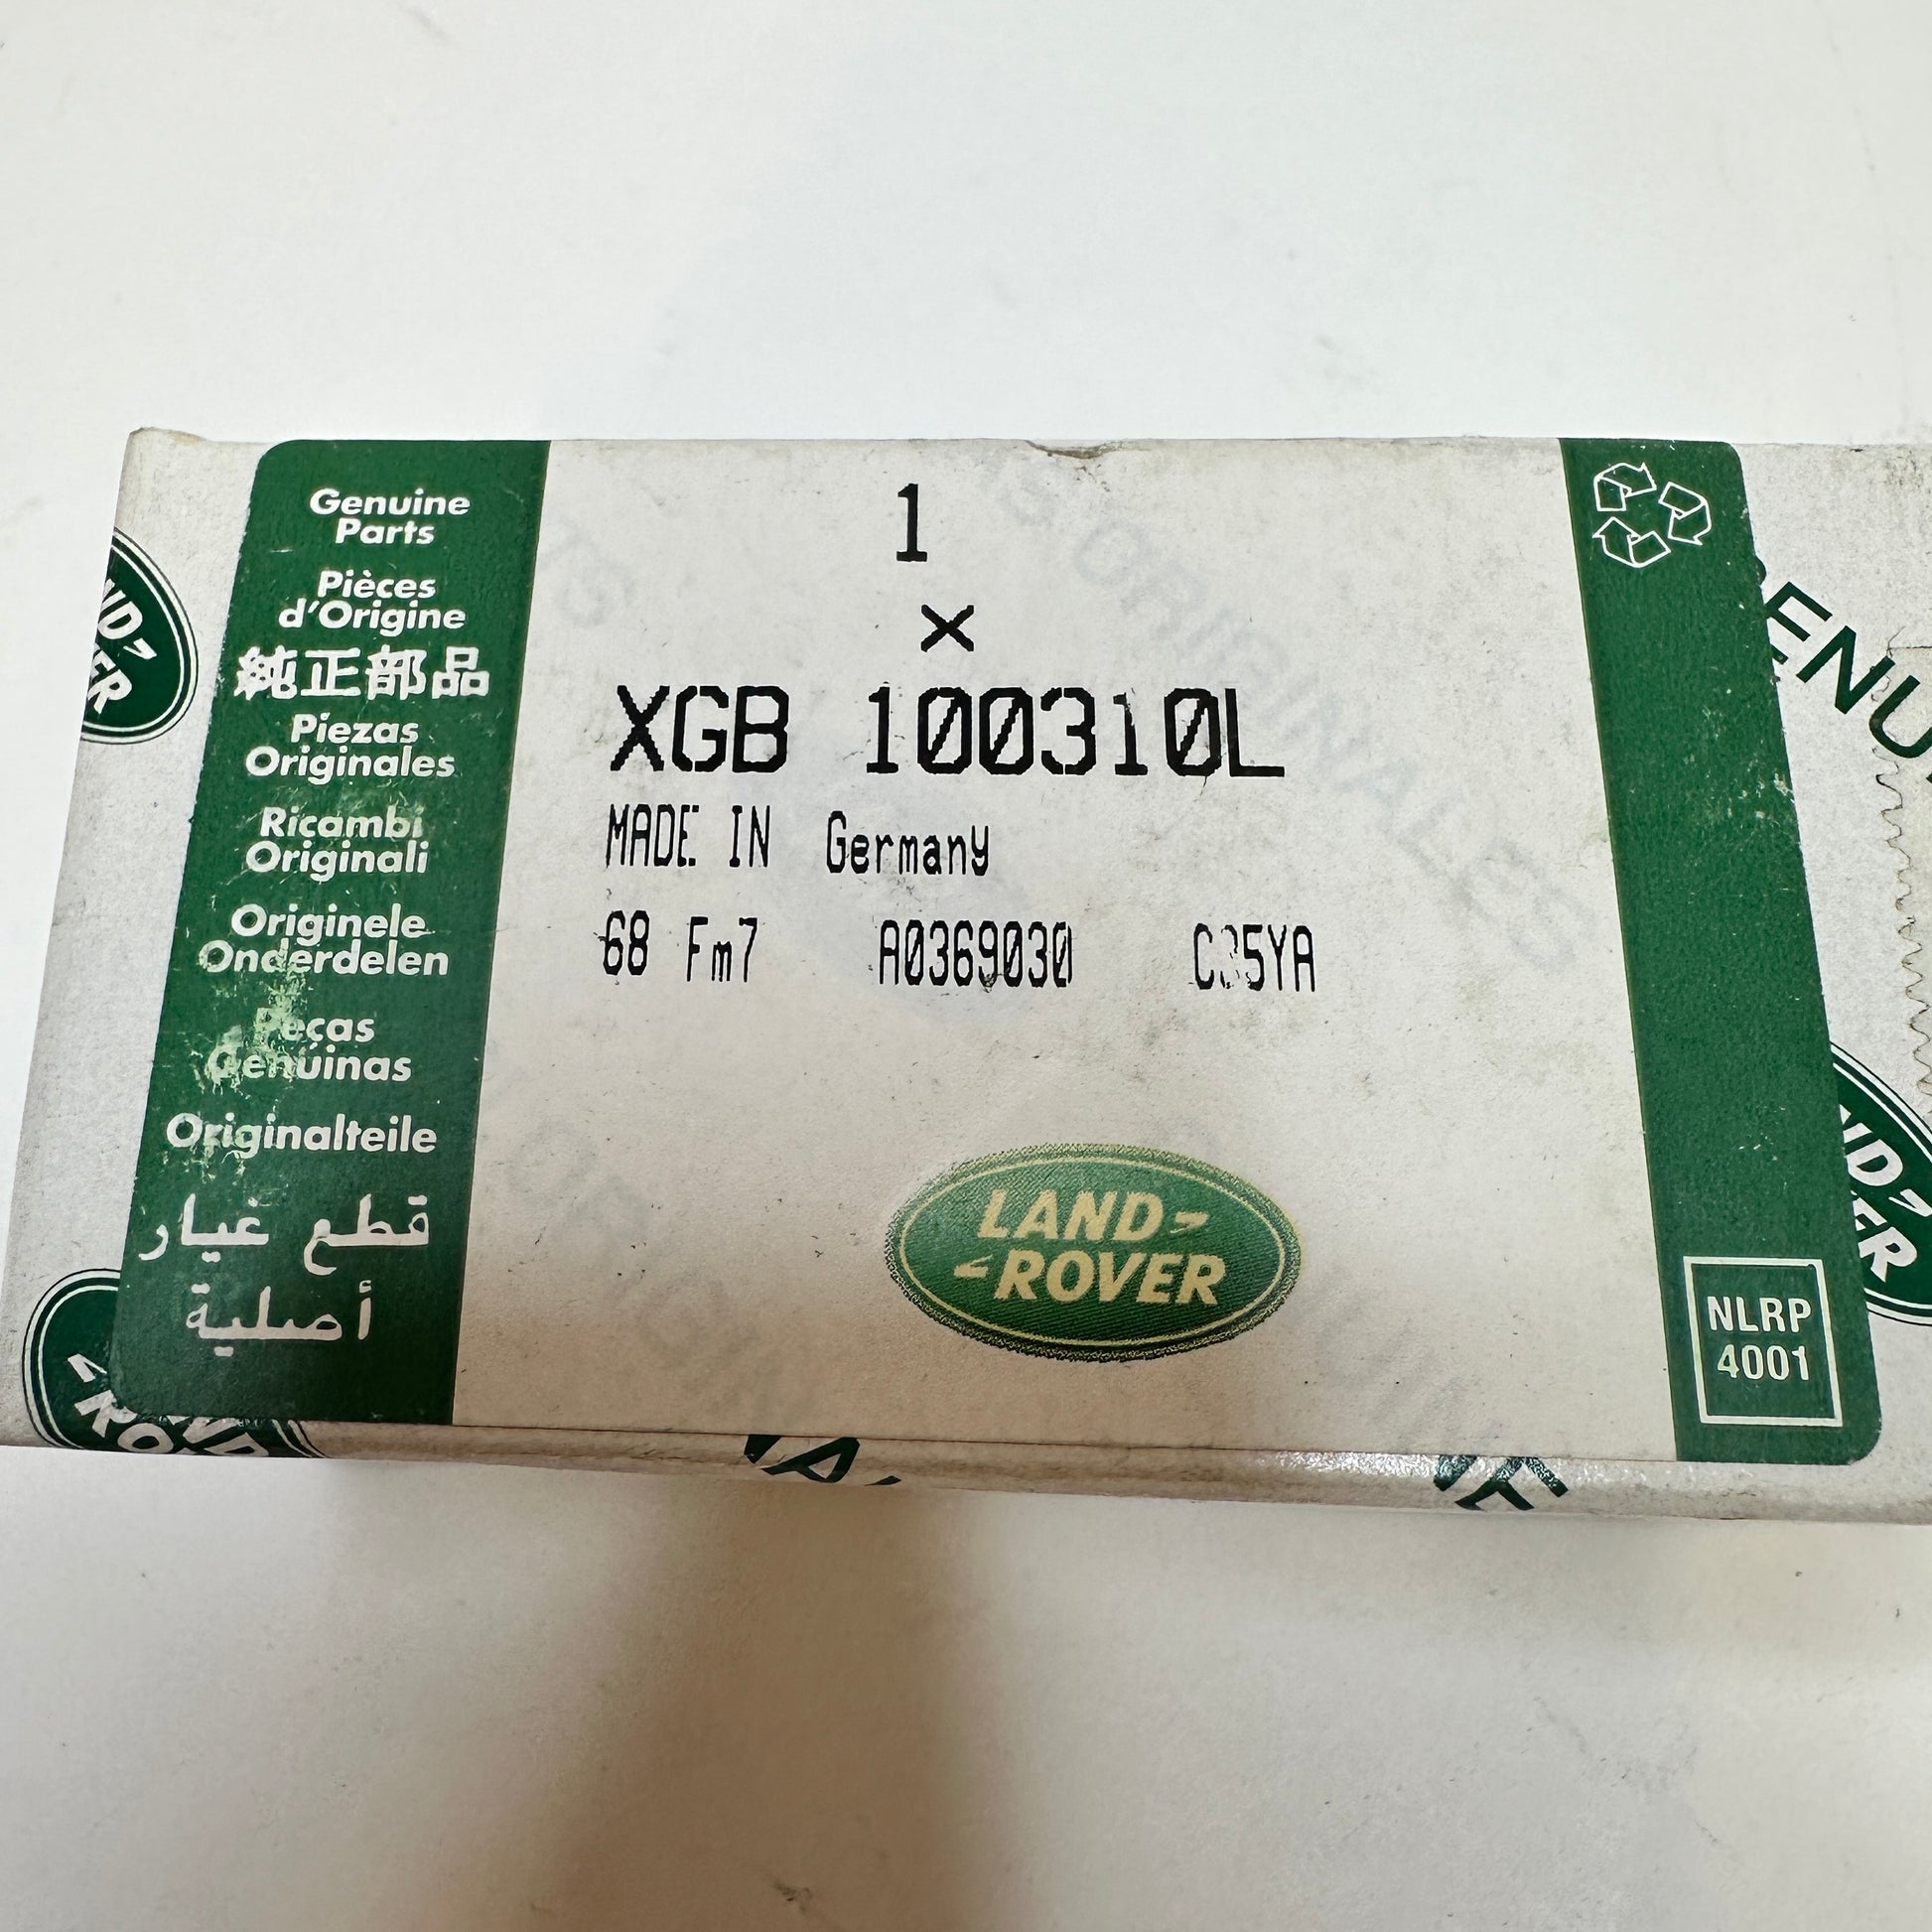 Genuine
Parts
Pièces
d'Origine
純正部品
Piezas
Originales
Ricambi
Originali
Originele
Onderdelen
Peças
Genúinas
Originalteile
قطع غيار
أصلية
1
×
XGB 100310L
MADE IN Germany
68 Fm7 A0369030
LAND
ROVER
NLRP
4001